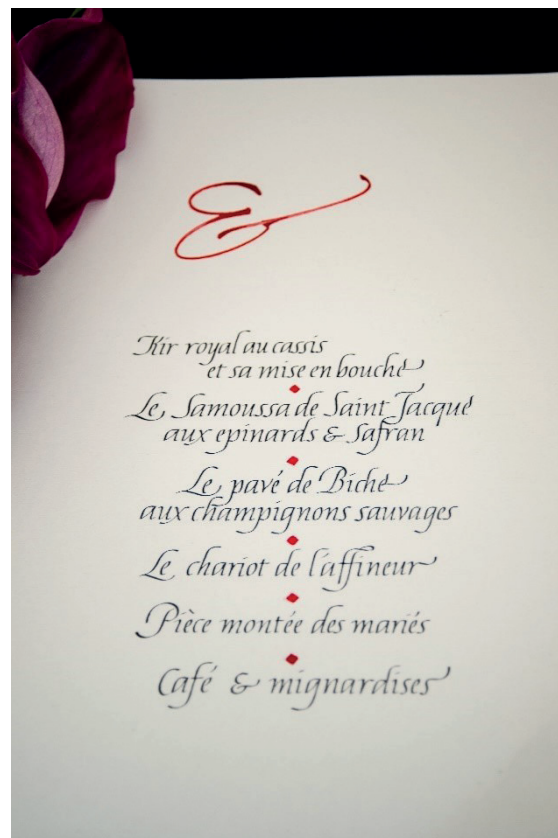 &
Kir royal au cassis
et sa mise en bouche
Le Samoussa de Saint Jacque
aux epinards & Safran
Le pavé de Biche
aux champignons sauvages
Le chariot de l'affineur
Pièce montée des mariés
Café & mignardises